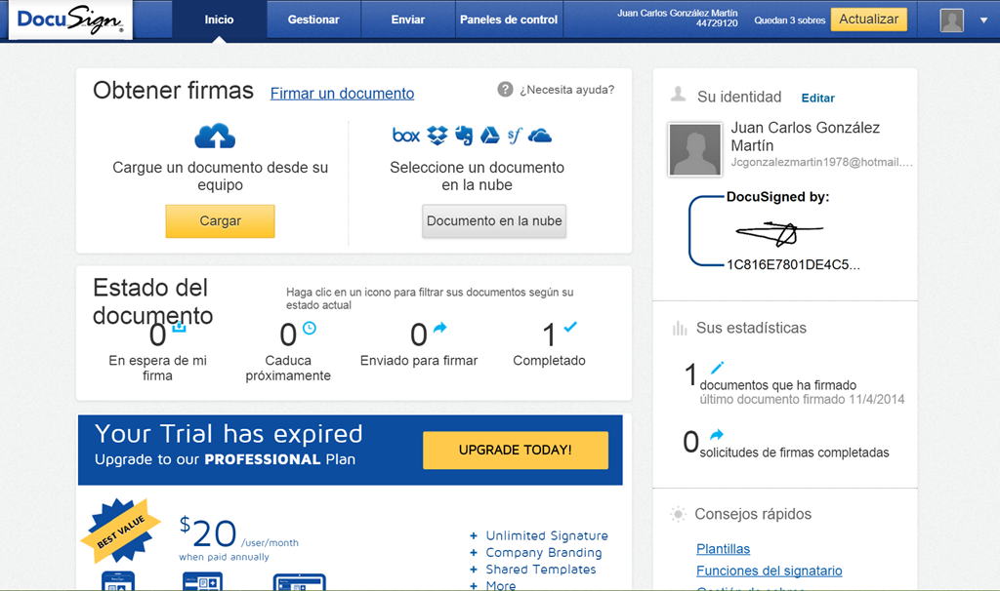 DocuSign®
Inicio
Gestionar
Enviar
Paneles de control
Juan Carlos González Martín
44729120
Quedan 3 sobres
Actualizar
Obtener firmas
Firmar un documento
? ¿Necesita ayuda?
box
sf
Cargue un documento desde su
equipo
Seleccione un documento
en la nube
Cargar
Documento en la nube
Estado del
documento
Haga clic en un icono para filtrar sus documentos según su
estado actual
0
En espera de mi
firma
0
Caduca
próximamente
0
Enviado para firmar
1
Completado
Your Trial has expired
Upgrade to our PROFESSIONAL Plan
UPGRADE TODAY!
BEST VALUE
$20 /user/month
when paid annually
+ Unlimited Signature
+ Company Branding
+ Shared Templates
+ More
Su identidad
Editar
Juan Carlos González
Martín
Jcgonzalezmartin1978@hotmail....
DocuSigned by:
1C816E7801DE4C5...
Sus estadísticas
1
documentos que ha firmado
último documento firmado 11/4/2014
0
solicitudes de firmas completadas
Consejos rápidos
Plantillas
Funciones del signatario
Gestión de sobres